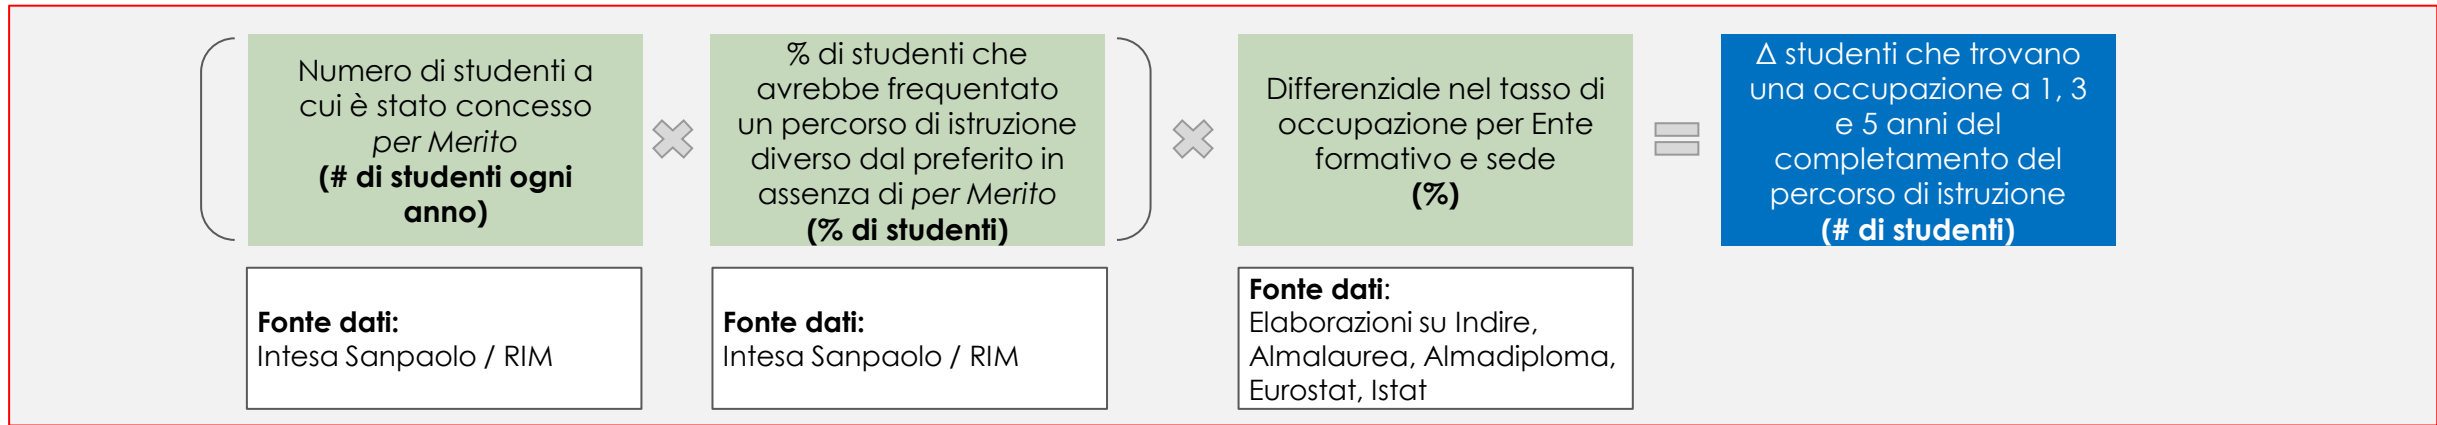 Numero di studenti a
cui è stato concesso
per Merito
(# di studenti ogni
anno)
% di studenti che
avrebbe frequentato
un percorso di istruzione
diverso dal preferito in
assenza di per Merito
(% di studenti)
Differenziale nel tasso di
occupazione per Ente
formativo e sede
(%)
Δ studenti che trovano
una occupazione a 1, 3
e 5 anni del
completamento del
percorso di istruzione
(# di studenti)
Fonte dati:
Intesa Sanpaolo / RIM
Fonte dati:
Intesa Sanpaolo / RIM
Fonte dati:
Elaborazioni su Indire,
Almalaurea, Almadiploma,
Eurostat, Istat